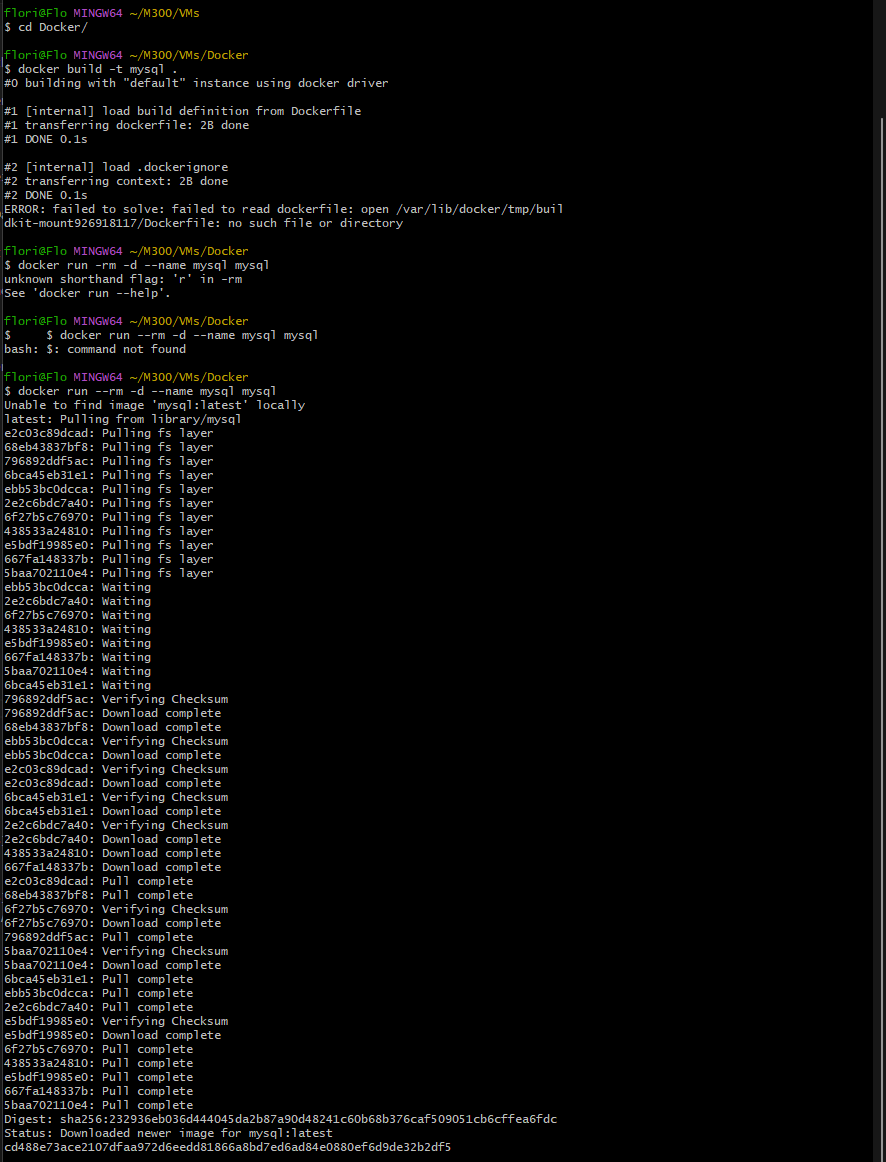 flori@Flo MINGW64 ~/M300/VMs
$ cd Docker/
flori@Flo MINGW64 ~/M300/VMs/Docker
$ docker build -t mysql .
#0 building with "default" instance using docker driver
#1 [internal] load build definition from Dockerfile
#1 transferring dockerfile: 2B done
#1 DONE 0.1s
#2 [internal] load .dockerignore
#2 transferring context: 2B done
#2 DONE 0.1s
ERROR: failed to solve: failed to read dockerfile: open /var/lib/docker/tmp/buil
dkit-mount926918117/Dockerfile: no such file or directory
flori@Flo MINGW64 ~/M300/VMs/Docker
$ docker run -rm -d --name mysql mysql
unknown shorthand flag: 'r' in -rm
See 'docker run --help'.
flori@Flo MINGW64 ~/M300/VMs/Docker
$     $ docker run --rm -d --name mysql mysql
bash: $: command not found
flori@Flo MINGW64 ~/M300/VMs/Docker
$ docker run --rm -d --name mysql mysql
Unable to find image 'mysql:latest' locally
latest: Pulling from library/mysql
e2c03c89dcad: Pulling fs layer
68eb43837bf8: Pulling fs layer
796892ddf5ac: Pulling fs layer
6bca45eb31e1: Pulling fs layer
ebb53bc0dcca: Pulling fs layer
2e2c6bdc7a40: Pulling fs layer
6f27b5c76970: Pulling fs layer
438533a24810: Pulling fs layer
e5bdf19985e0: Pulling fs layer
667fa148337b: Pulling fs layer
5baa702110e4: Pulling fs layer
ebb53bc0dcca: Waiting
2e2c6bdc7a40: Waiting
6f27b5c76970: Waiting
438533a24810: Waiting
e5bdf19985e0: Waiting
667fa148337b: Waiting
5baa702110e4: Waiting
6bca45eb31e1: Waiting
796892ddf5ac: Verifying Checksum
796892ddf5ac: Download complete
68eb43837bf8: Download complete
ebb53bc0dcca: Verifying Checksum
ebb53bc0dcca: Download complete
e2c03c89dcad: Verifying Checksum
e2c03c89dcad: Download complete
6bca45eb31e1: Verifying Checksum
6bca45eb31e1: Download complete
2e2c6bdc7a40: Verifying Checksum
2e2c6bdc7a40: Download complete
438533a24810: Download complete
667fa148337b: Download complete
e2c03c89dcad: Pull complete
68eb43837bf8: Pull complete
6f27b5c76970: Verifying Checksum
6f27b5c76970: Download complete
796892ddf5ac: Pull complete
5baa702110e4: Verifying Checksum
5baa702110e4: Download complete
6bca45eb31e1: Pull complete
ebb53bc0dcca: Pull complete
2e2c6bdc7a40: Pull complete
e5bdf19985e0: Verifying Checksum
e5bdf19985e0: Download complete
6f27b5c76970: Pull complete
438533a24810: Pull complete
e5bdf19985e0: Pull complete
667fa148337b: Pull complete
5baa702110e4: Pull complete
Digest: sha256:232936eb036d444045da2b87a90d48241c60b68b376caf509051cb6cffea6fdc
Status: Downloaded newer image for mysql:latest
cd488e73ace2107dfaa972d6eedd81866a8bd7ed6ad84e0880ef6d9de32b2df5